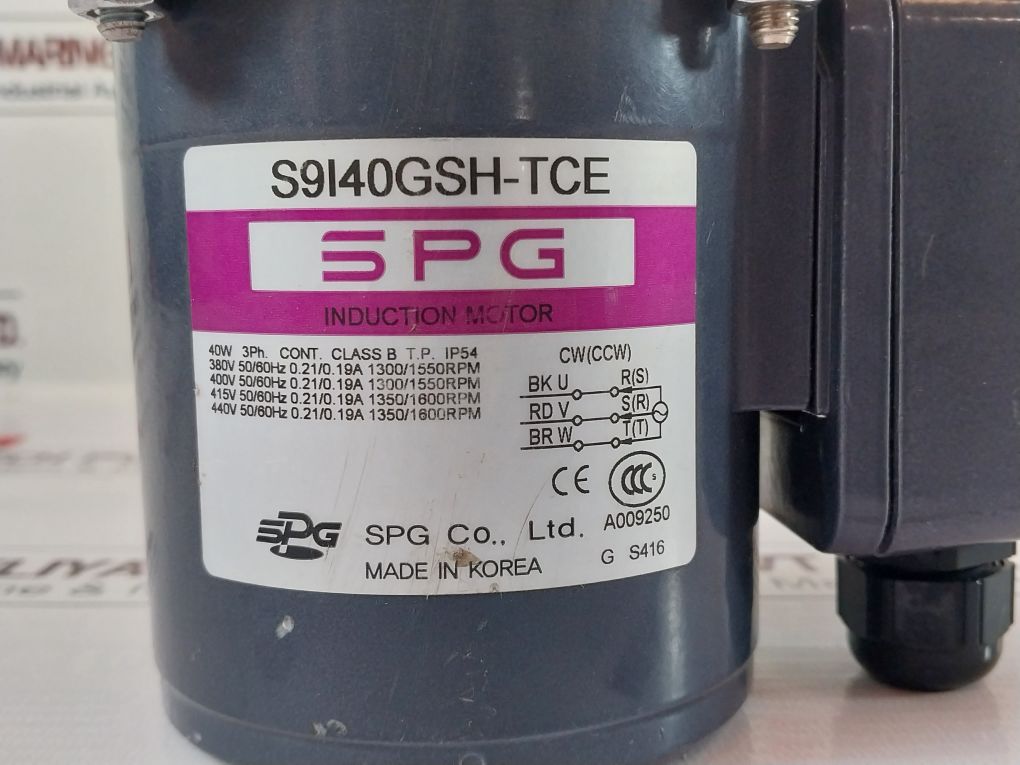 MARINE
S9I40GSH-TCE
SPG
INDUCTION MOTOR
40W 3Ph. CONT. CLASS B T.P. IP54
380V 50/60Hz 0.21/0.19A 1300/1550RPM
400V 50/60Hz 0.21/0.19A 1300/1550RPM
415V 50/60Hz 0.21/0.19A 1350/1600RPM
440V 50/60Hz 0.21/0.19A 1350/1600RPM
CW(CCW)
BK U R(S)
RD V S(R)
BR W T(T)
CE CCC S
A009250
SPG SPG Co., Ltd.
G S416
MADE IN KOREA